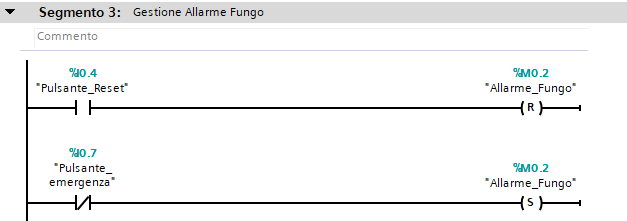 Segmento 3: Gestione Allarme Fungo
Commento
%I0.4 %M0.2
"Pulsante_Reset" "Allarme_Fungo"
R
%I0.7
"Pulsante_ %M0.2
emergenza" "Allarme_Fungo"
S